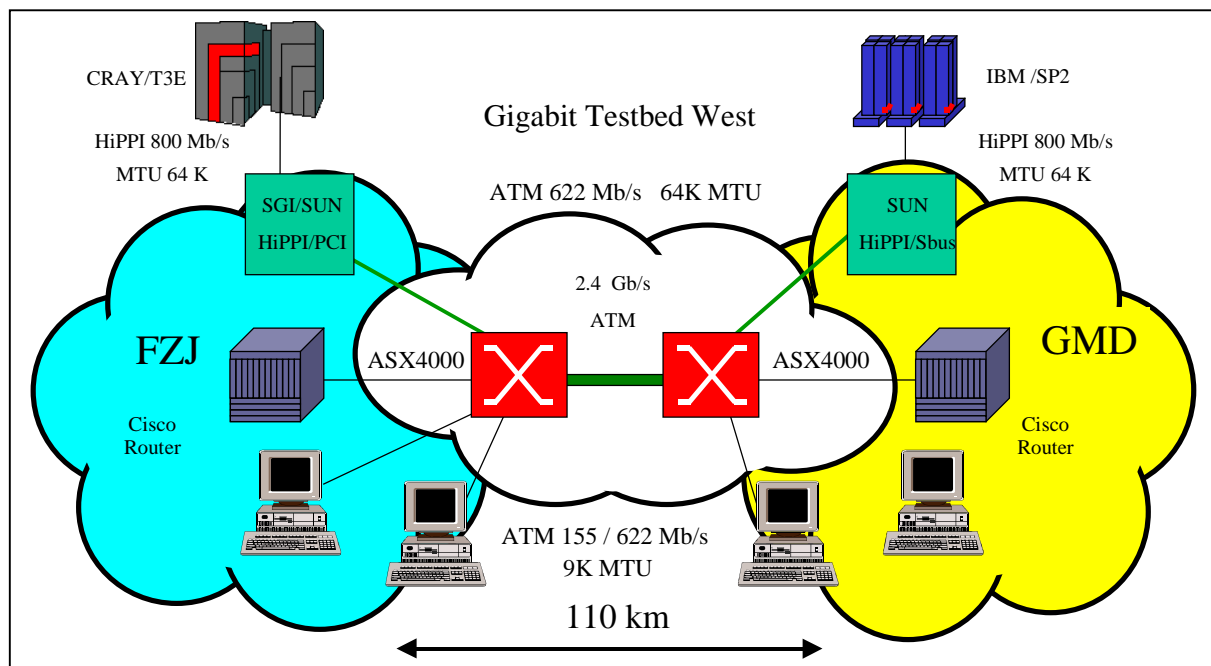 CRAY/T3E
IBM /SP2
Gigabit Testbed West
HiPPI 800 Mb/s
MTU 64 K
HiPPI 800 Mb/s
MTU 64 K
ATM 622 Mb/s 64K MTU
SGI/SUN
HiPPI/PCI
SUN
HiPPI/Sbus
2.4 Gb/s
ATM
FZJ
ASX4000
ASX4000
GMD
Cisco
Router
Cisco
Router
ATM 155 / 622 Mb/s
9K MTU
110 km